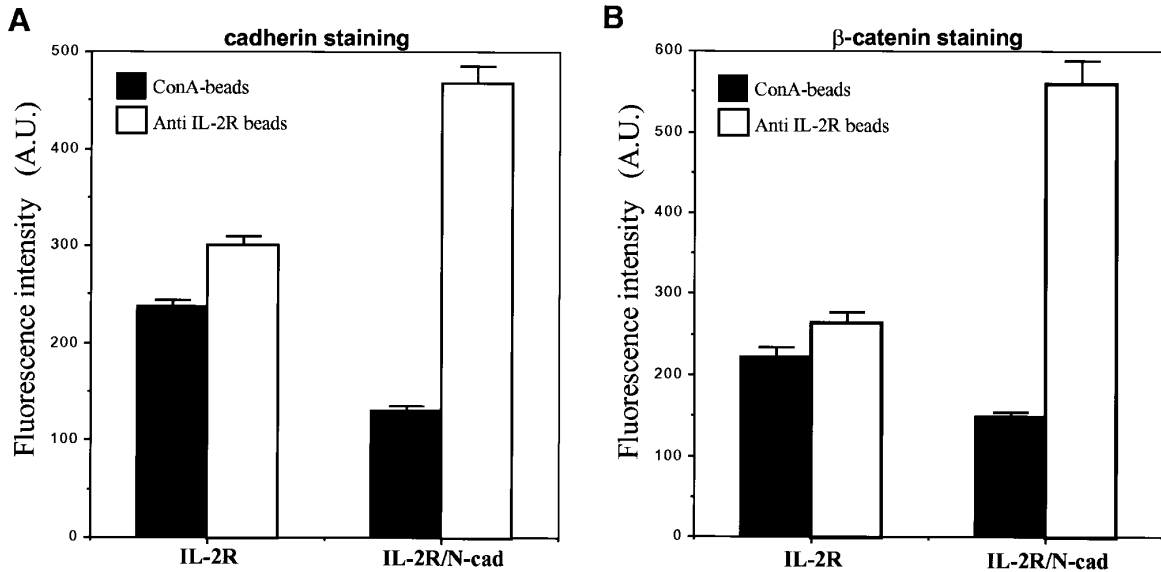 A
cadherin staining
500
400
300
200
100
0
Fluorescence intensity (A.U.)
ConA-beads
Anti IL-2R beads
IL-2R
IL-2R/N-cad
B
β-catenin staining
600
500
400
300
200
100
0
Fluorescence intensity (A.U.)
ConA-beads
Anti IL-2R beads
IL-2R
IL-2R/N-cad